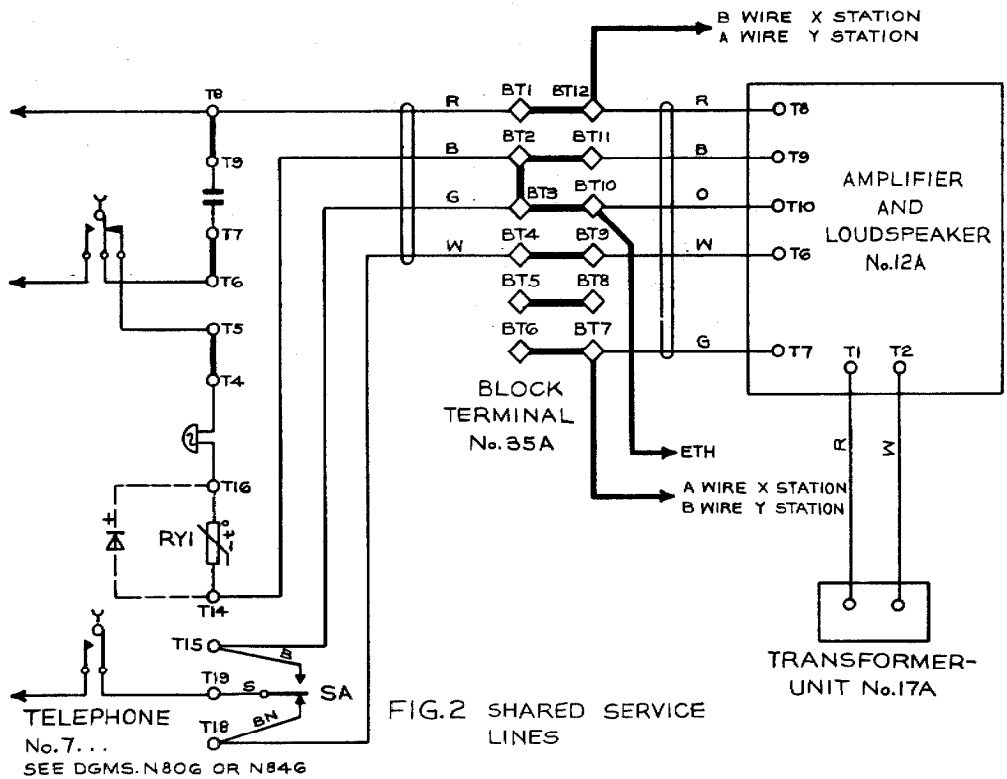 B WIRE X STATION
A WIRE Y STATION
T8
R
BT1
BT12
R
T8
T9
B
BT2
BT11
B
T9
G
BT3
BT10
O
T10
AMPLIFIER
AND
LOUDSPEAKER
No.12A
T7
W
BT4
BT9
W
T6
T6
BT5
BT8
T5
BT6
BT7
G
T7
T1
T2
T4
BLOCK
TERMINAL
No.35A
ETH
R
W
T16
A WIRE X STATION
B WIRE Y STATION
+
RY1
-t°
T14
T15
B
T19
S
SA
TRANSFORMER-
UNIT No.17A
T18
BN
TELEPHONE
No.7...
SEE DGMS. N806 OR N846
FIG.2 SHARED SERVICE
LINES